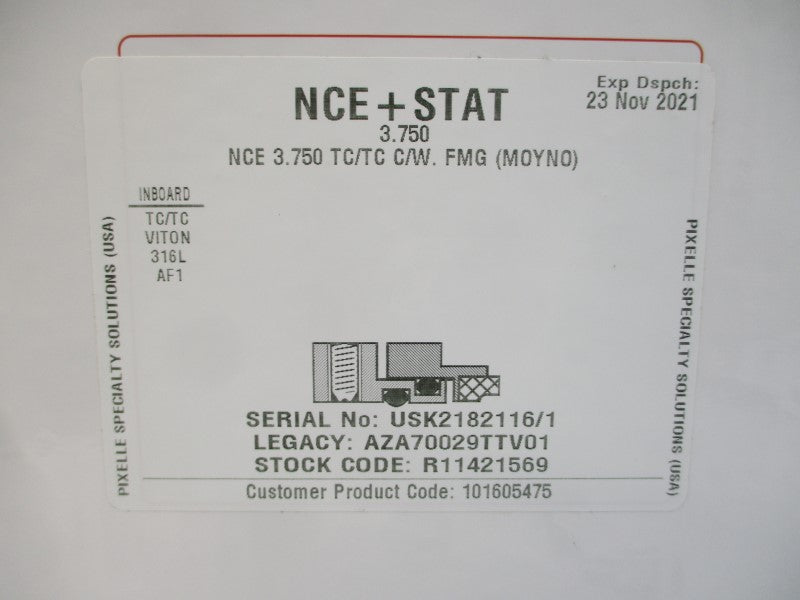 Exp Dspch:
23 Nov 2021
NCE+STAT
3.750
NCE 3.750 TC/TC C/W. FMG (MOYNO)
INBOARD
TC/TC
VITON
316L
AF1
PIXELLE SPECIALTY SOLUTIONS (USA)
PIXELLE SPECIALTY SOLUTIONS (USA)
SERIAL No: USK2182116/1
LEGACY: AZA70029TTV01
STOCK CODE: R11421569
Customer Product Code: 101605475